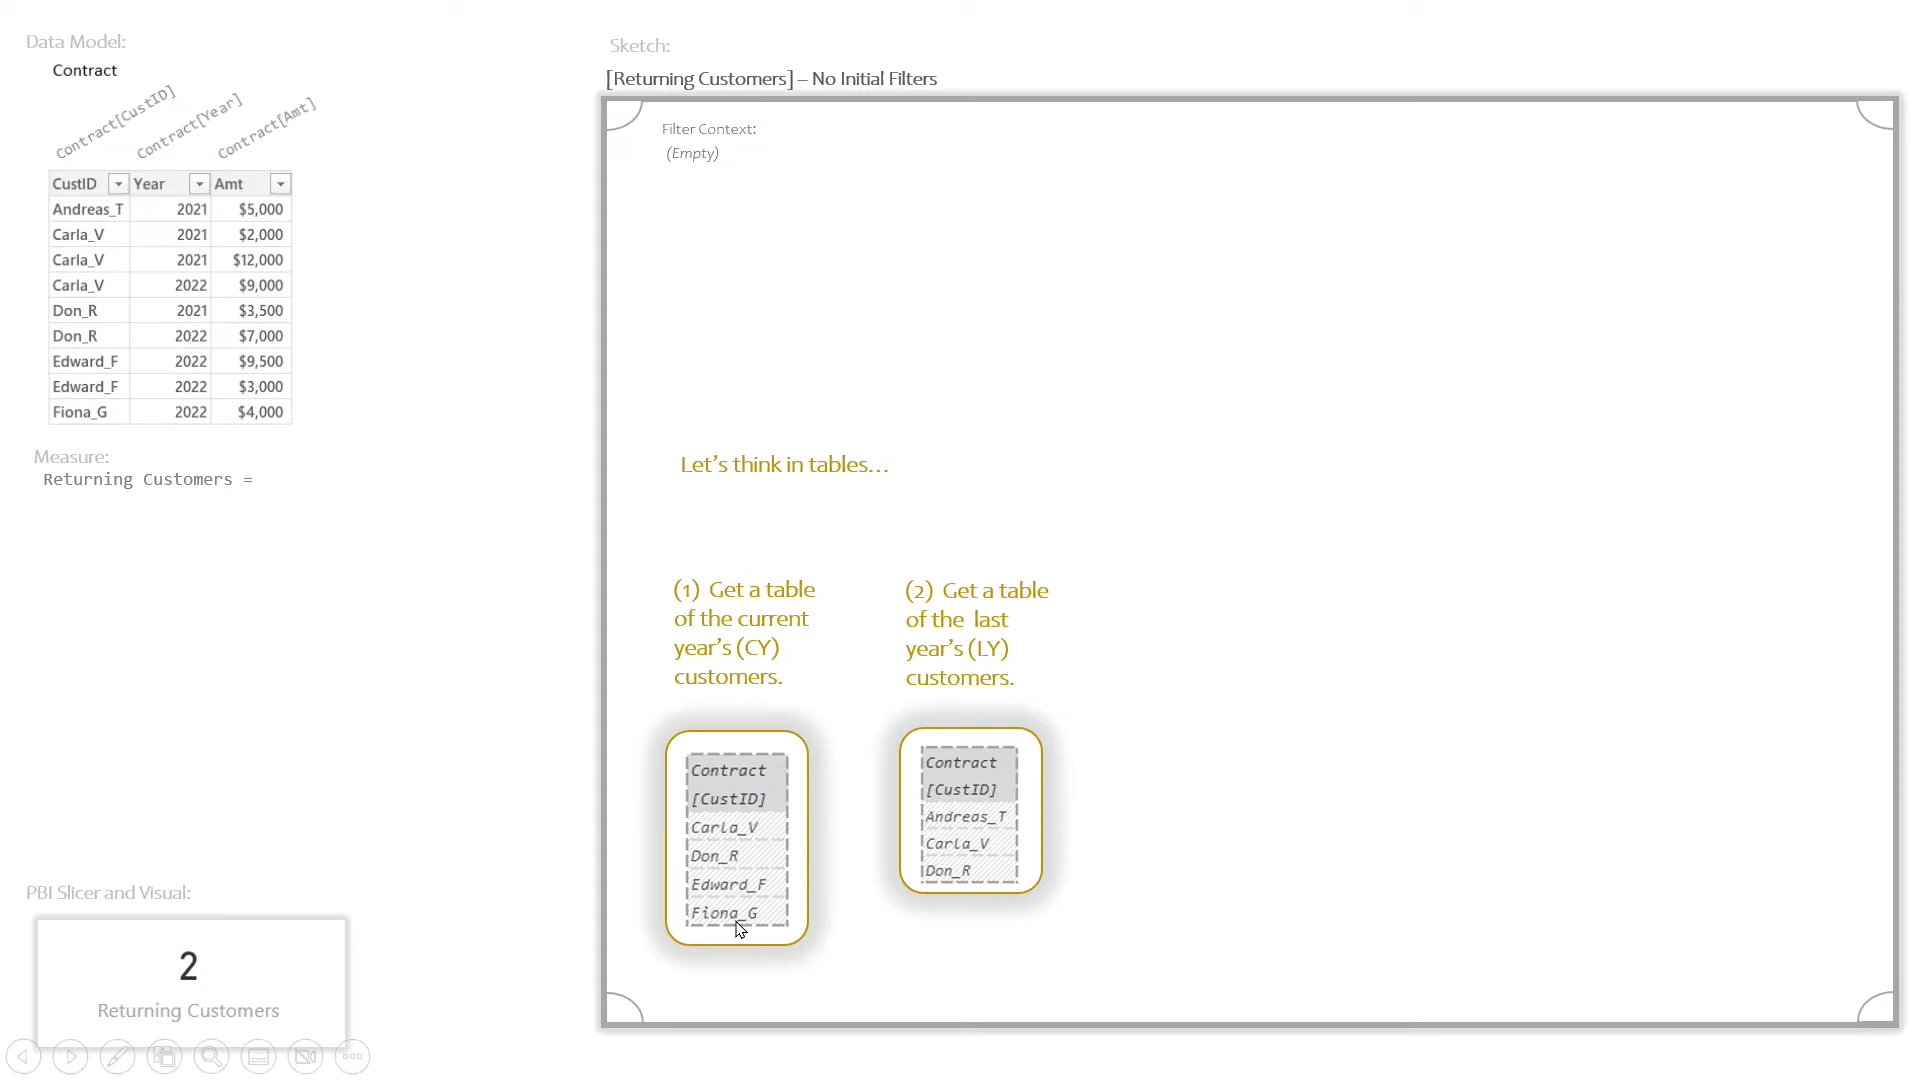 Data Model:
Contract
Contract[CustID]
Contract[Year]
Contract[Amt]
CustID Year Amt
Andreas_T 2021 $5,000
Carla_V 2021 $2,000
Carla_V 2021 $12,000
Carla_V 2022 $9,000
Don_R 2021 $3,500
Don_R 2022 $7,000
Edward_F 2022 $9,500
Edward_F 2022 $3,000
Fiona_G 2022 $4,000
Measure:
Returning Customers =
PBI Slicer and Visual:
2
Returning Customers
Sketch:
[Returning Customers] – No Initial Filters
Filter Context:
(Empty)
Let’s think in tables…
(1) Get a table
of the current
year’s (CY)
customers.
Contract
[CustID]
Carla_V
Don_R
Edward_F
Fiona_G
(2) Get a table
of the last
year’s (LY)
customers.
Contract
[CustID]
Andreas_T
Carla_V
Don_R